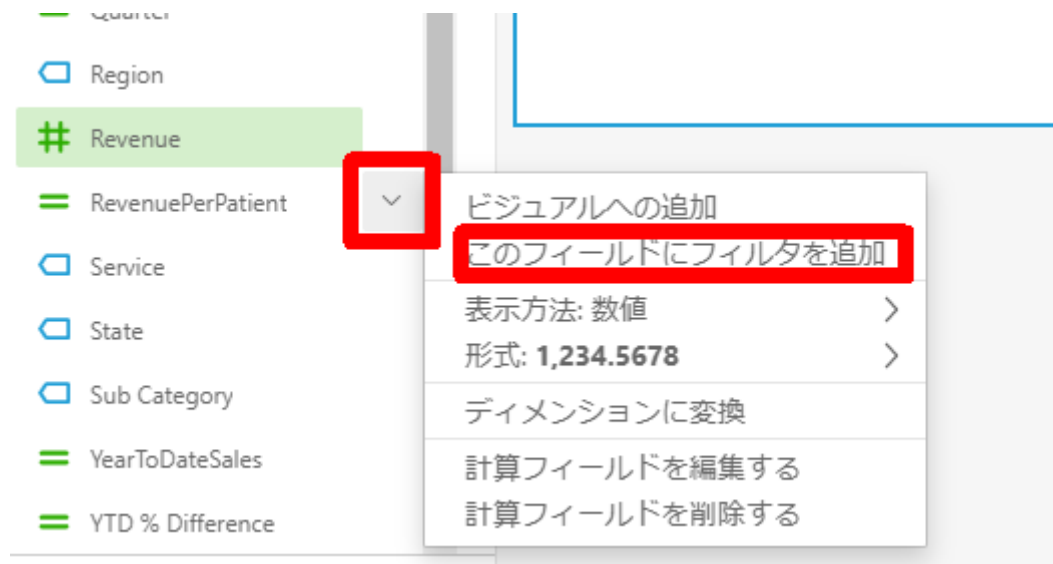 Quarter
Region
Revenue
RevenuePerPatient
Service
State
Sub Category
YearToDateSales
YTD % Difference
ビジュアルへの追加
このフィールドにフィルタを追加
表示方法: 数値
形式: 1,234.5678
ディメンションに変換
計算フィールドを編集する
計算フィールドを削除する